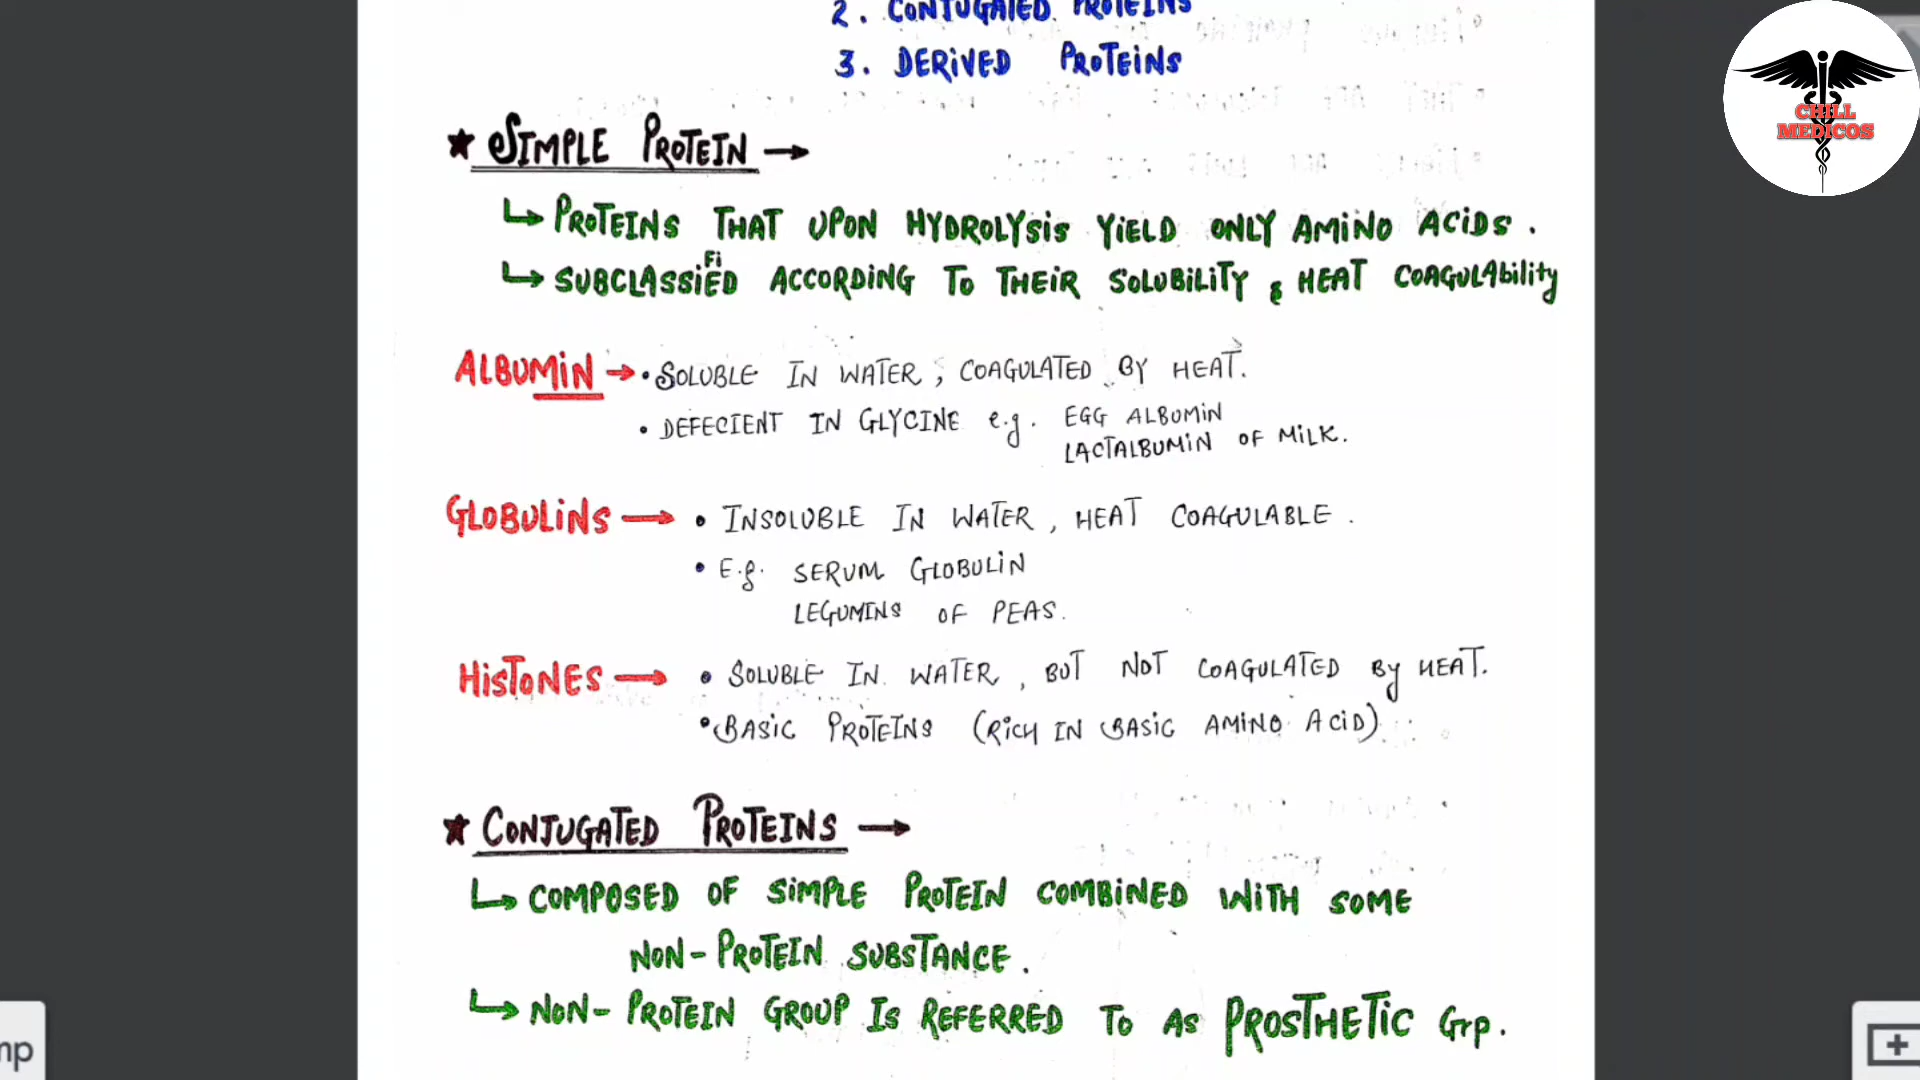 2. CONJUGATED PROTEINS
3. DERIVED PROTEINS
CHILL
MEDICOS
★ SIMPLE PROTEIN →
↳ PROTEINS THAT UPON HYDROLYSIS YIELD ONLY AMINO ACIDS.
↳ SUBCLASSIFIED ACCORDING TO THEIR SOLUBILITY & HEAT COAGULABILITY
ALBUMIN → • SOLUBLE IN WATER, COAGULATED BY HEAT.
• DEFECIENT IN GLYCINE e.g. EGG ALBUMIN
LACTALBUMIN OF MILK.
GLOBULINS → • INSOLUBLE IN WATER, HEAT COAGULABLE.
• E.g. SERUM GLOBULIN
LEGUMINS OF PEAS.
HISTONES → • SOLUBLE IN WATER, BUT NOT COAGULATED BY HEAT.
• BASIC PROTEINS (RICH IN BASIC AMINO ACID)
★ CONJUGATED PROTEINS →
↳ COMPOSED OF SIMPLE PROTEIN COMBINED WITH SOME
NON-PROTEIN SUBSTANCE.
↳ NON-PROTEIN GROUP IS REFERRED TO AS PROSTHETIC Grp.